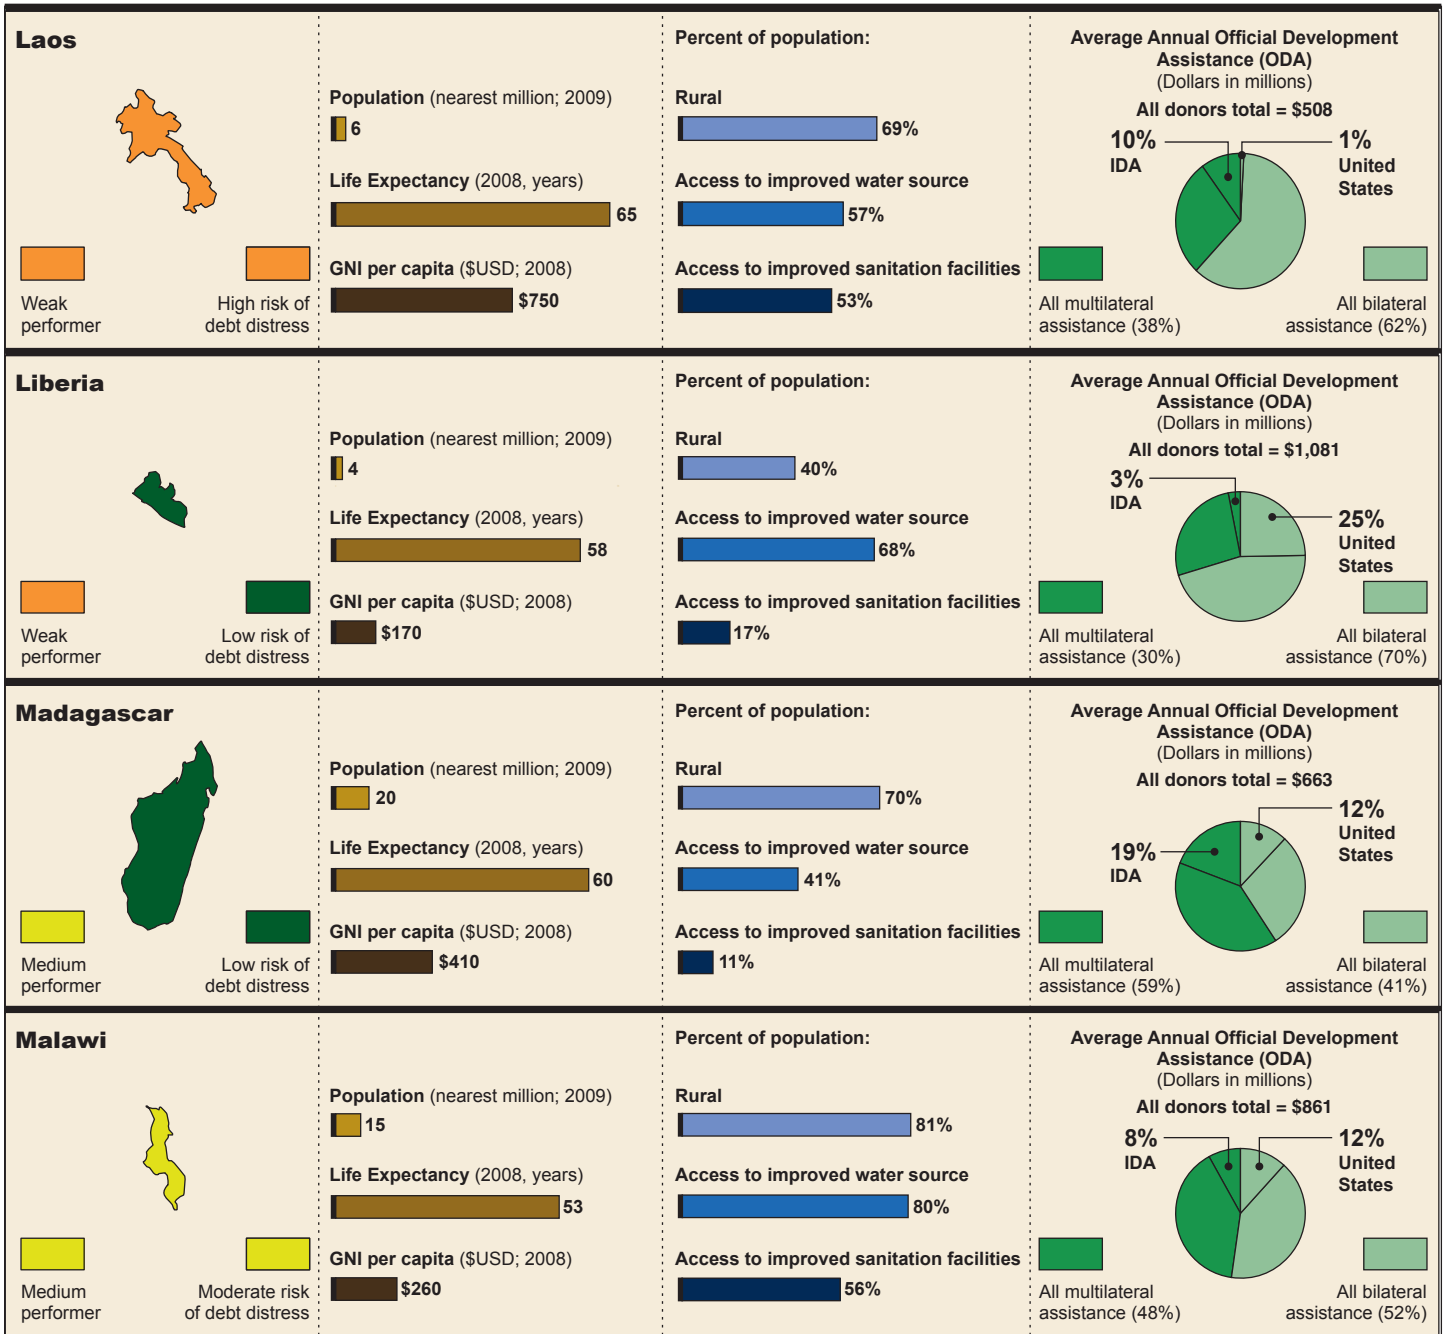 Laos
Weak
performer
High risk of
debt distress
Population (nearest million; 2009)
6
Life Expectancy (2008, years)
65
GNI per capita ($USD; 2008)
$750
Percent of population:
Rural
69%
Access to improved water source
57%
Access to improved sanitation facilities
53%
Average Annual Official Development
Assistance (ODA)
(Dollars in millions)
All donors total = $508
10%
IDA
1%
United
States
All multilateral
assistance (38%)
All bilateral
assistance (62%)
Liberia
Weak
performer
Low risk of
debt distress
Population (nearest million; 2009)
4
Life Expectancy (2008, years)
58
GNI per capita ($USD; 2008)
$170
Percent of population:
Rural
40%
Access to improved water source
68%
Access to improved sanitation facilities
17%
Average Annual Official Development
Assistance (ODA)
(Dollars in millions)
All donors total = $1,081
3%
IDA
25%
United
States
All multilateral
assistance (30%)
All bilateral
assistance (70%)
Madagascar
Medium
performer
Low risk of
debt distress
Population (nearest million; 2009)
20
Life Expectancy (2008, years)
60
GNI per capita ($USD; 2008)
$410
Percent of population:
Rural
70%
Access to improved water source
41%
Access to improved sanitation facilities
11%
Average Annual Official Development
Assistance (ODA)
(Dollars in millions)
All donors total = $663
19%
IDA
12%
United
States
All multilateral
assistance (59%)
All bilateral
assistance (41%)
Malawi
Medium
performer
Moderate risk
of debt distress
Population (nearest million; 2009)
15
Life Expectancy (2008, years)
53
GNI per capita ($USD; 2008)
$260
Percent of population:
Rural
81%
Access to improved water source
80%
Access to improved sanitation facilities
56%
Average Annual Official Development
Assistance (ODA)
(Dollars in millions)
All donors total = $861
8%
IDA
12%
United
States
All multilateral
assistance (48%)
All bilateral
assistance (52%)